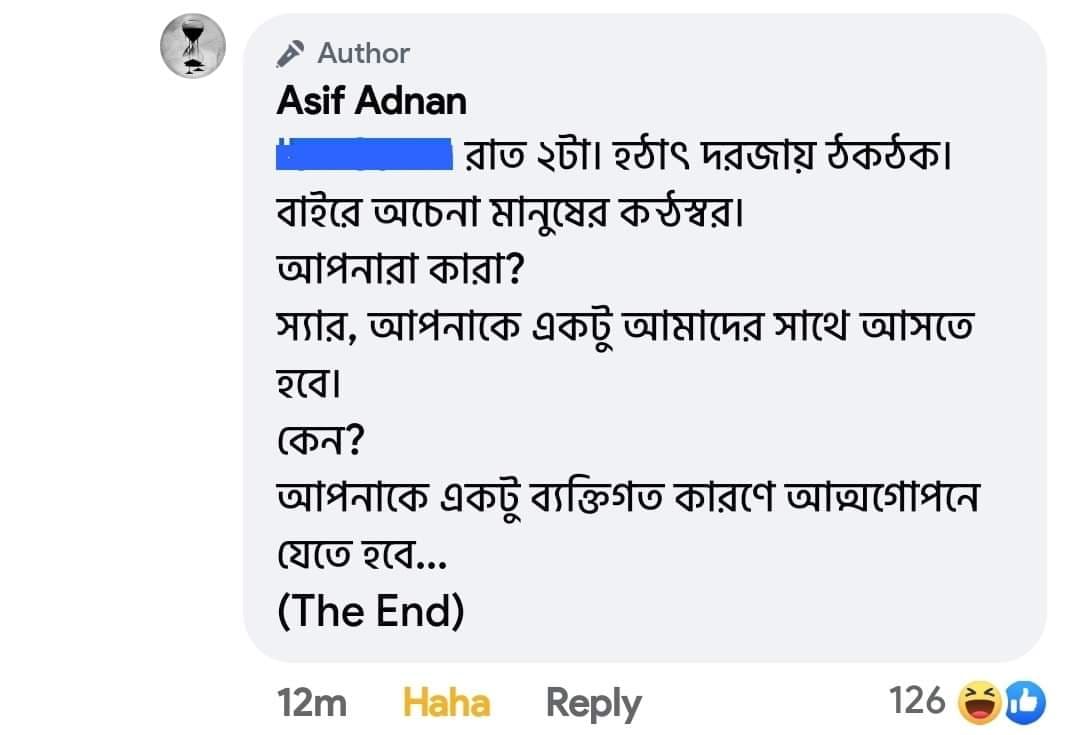 Author
Asif Adnan
রাত ২টা। হঠাৎ দরজায় ঠকঠক।
বাইরে অচেনা মানুষের কণ্ঠস্বর।
আপনারা কারা?
স্যার, আপনাকে একটু আমাদের সাথে আসতে
হবে।
কেন?
আপনাকে একটু ব্যক্তিগত কারণে আত্মগোপনে
যেতে হবে...
(The End)
12m Haha Reply 126